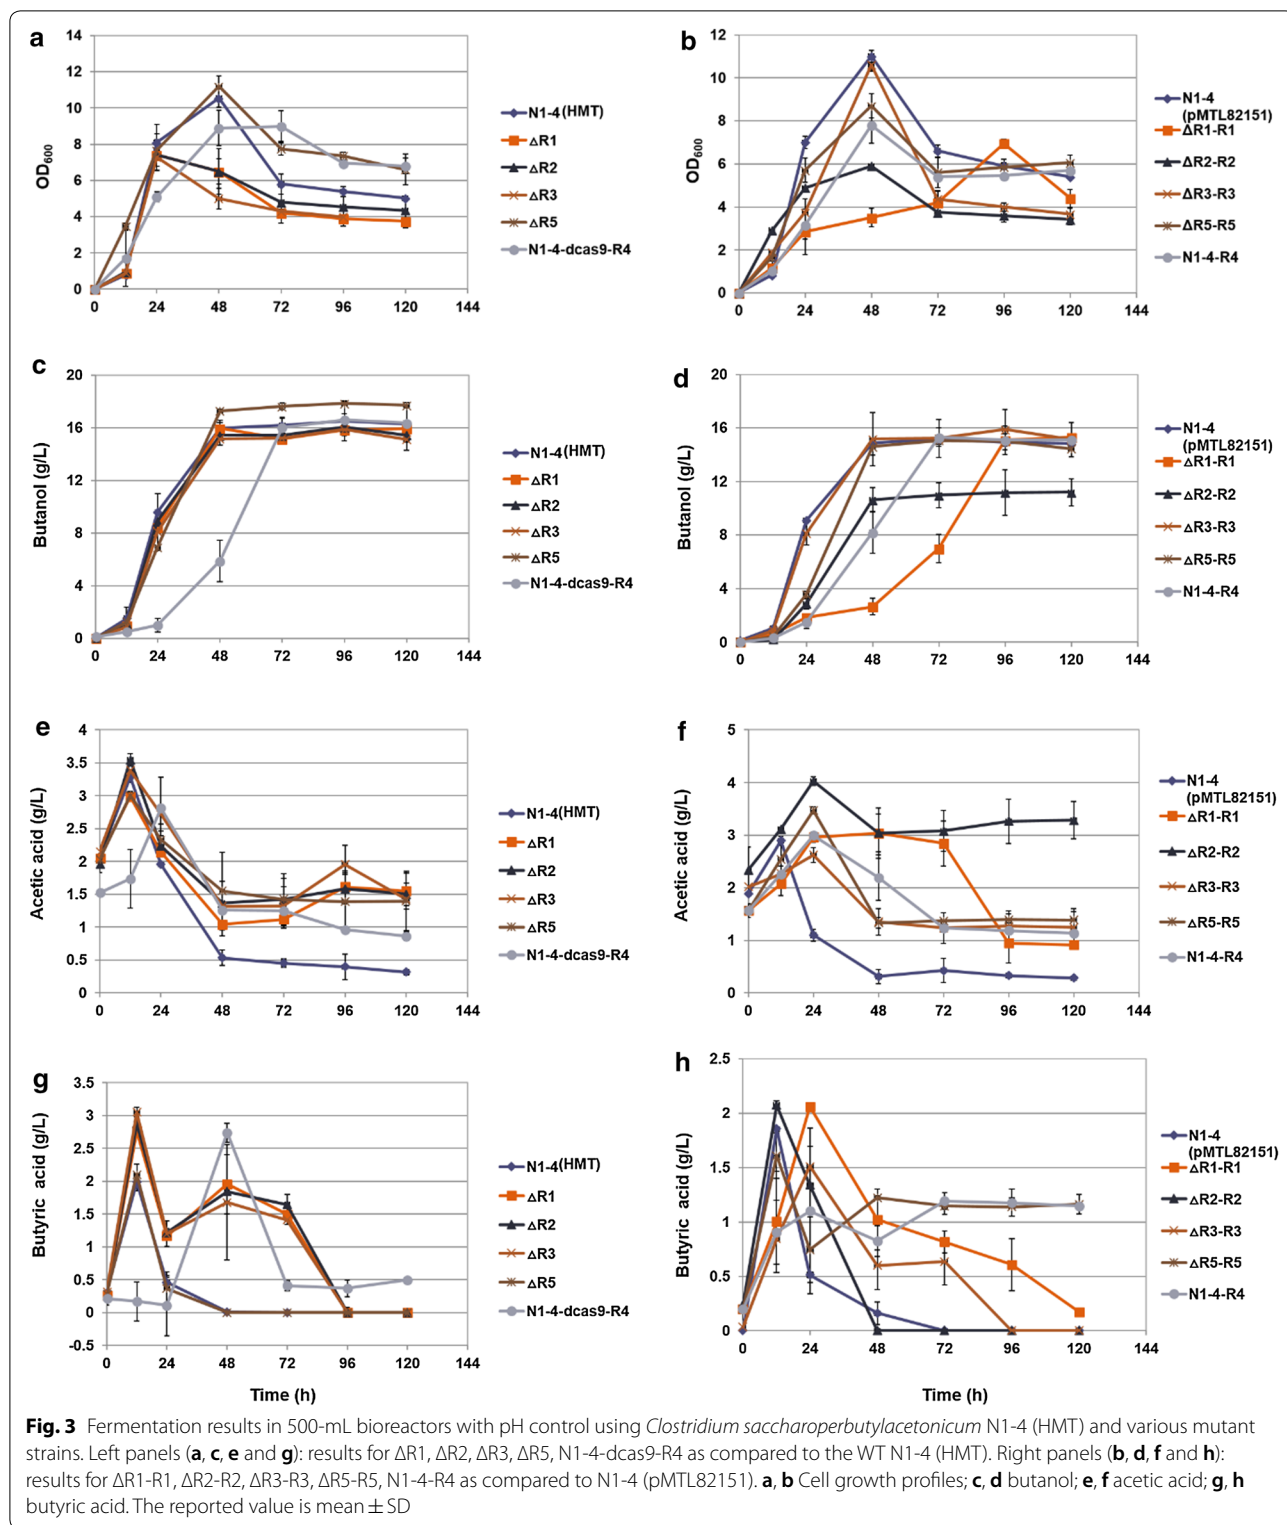 a
14
12
10
8
6
4
2
0
OD600
0 24 48 72 96 120 144
N1-4(HMT)
ΔR1
ΔR2
ΔR3
ΔR5
N1-4-dcas9-R4
b
12
10
8
6
4
2
0
OD600
0 24 48 72 96 120 144
N1-4
(pMTL82151)
ΔR1-R1
ΔR2-R2
ΔR3-R3
ΔR5-R5
N1-4-R4
c
20
16
12
8
4
0
Butanol (g/L)
0 24 48 72 96 120 144
N1-4(HMT)
ΔR1
ΔR2
ΔR3
ΔR5
N1-4-dcas9-R4
d
20
16
12
8
4
0
Butanol (g/L)
0 24 48 72 96 120 144
N1-4
(pMTL82151)
ΔR1-R1
ΔR2-R2
ΔR3-R3
ΔR5-R5
N1-4-R4
e
4
3.5
3
2.5
2
1.5
1
0.5
0
Acetic acid (g/L)
0 24 48 72 96 120 144
N1-4(HMT)
ΔR1
ΔR2
ΔR3
ΔR5
N1-4-dcas9-R4
f
5
4
3
2
1
0
Acetic acid (g/L)
0 24 48 72 96 120 144
N1-4
(pMTL82151)
ΔR1-R1
ΔR2-R2
ΔR3-R3
ΔR5-R5
N1-4-R4
g
3.5
3
2.5
2
1.5
1
0.5
0
-0.5
Butyric acid (g/L)
0 24 48 72 96 120 144
Time (h)
N1-4(HMT)
ΔR1
ΔR2
ΔR3
ΔR5
N1-4-dcas9-R4
h
2.5
2
1.5
1
0.5
0
Butyric acid (g/L)
0 24 48 72 96 120 144
Time (h)
N1-4
(pMTL82151)
ΔR1-R1
ΔR2-R2
ΔR3-R3
ΔR5-R5
N1-4-R4
Fig. 3 Fermentation results in 500-mL bioreactors with pH control using Clostridium saccharoperbutylacetonicum N1-4 (HMT) and various mutant
strains. Left panels (a, c, e and g): results for ΔR1, ΔR2, ΔR3, ΔR5, N1-4-dcas9-R4 as compared to the WT N1-4 (HMT). Right panels (b, d, f and h):
results for ΔR1-R1, ΔR2-R2, ΔR3-R3, ΔR5-R5, N1-4-R4 as compared to N1-4 (pMTL82151). a, b Cell growth profiles; c, d butanol; e, f acetic acid; g, h
butyric acid. The reported value is mean ± SD